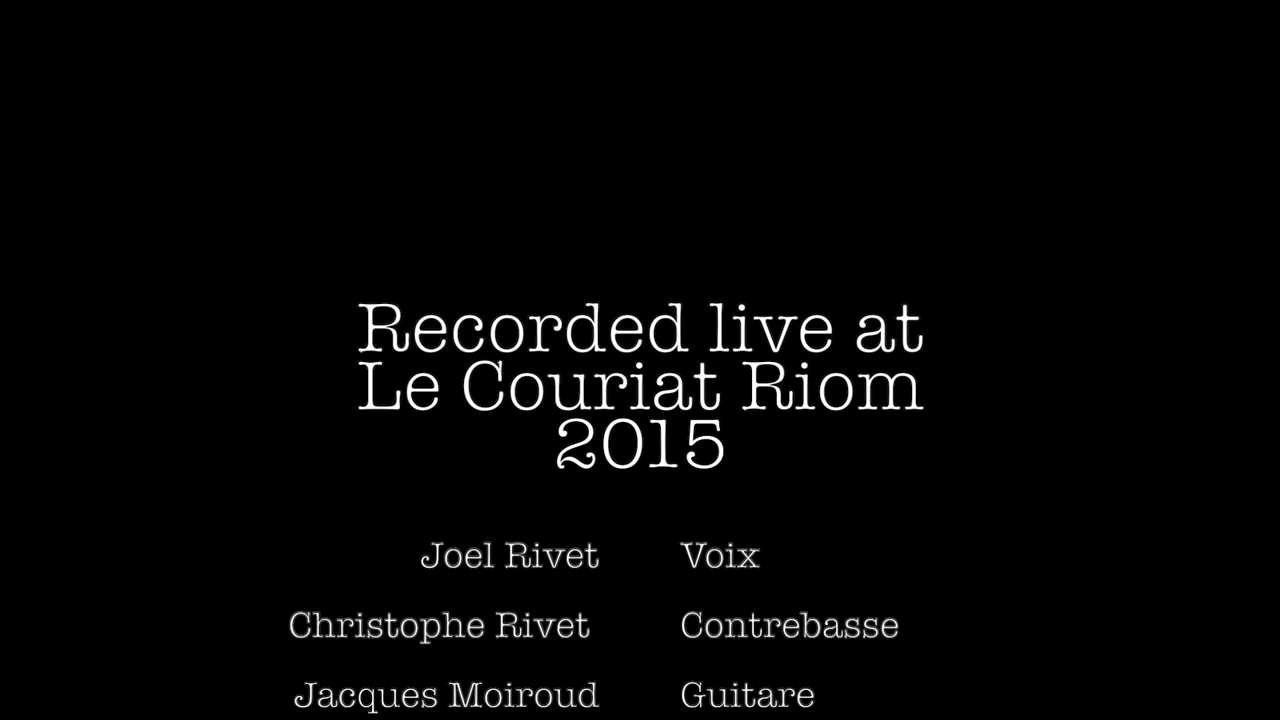 Recorded live at
Le Couriat Riom
2015
Joel Rivet Voix
Christophe Rivet Contrebasse
Jacques Moiroud Guitare